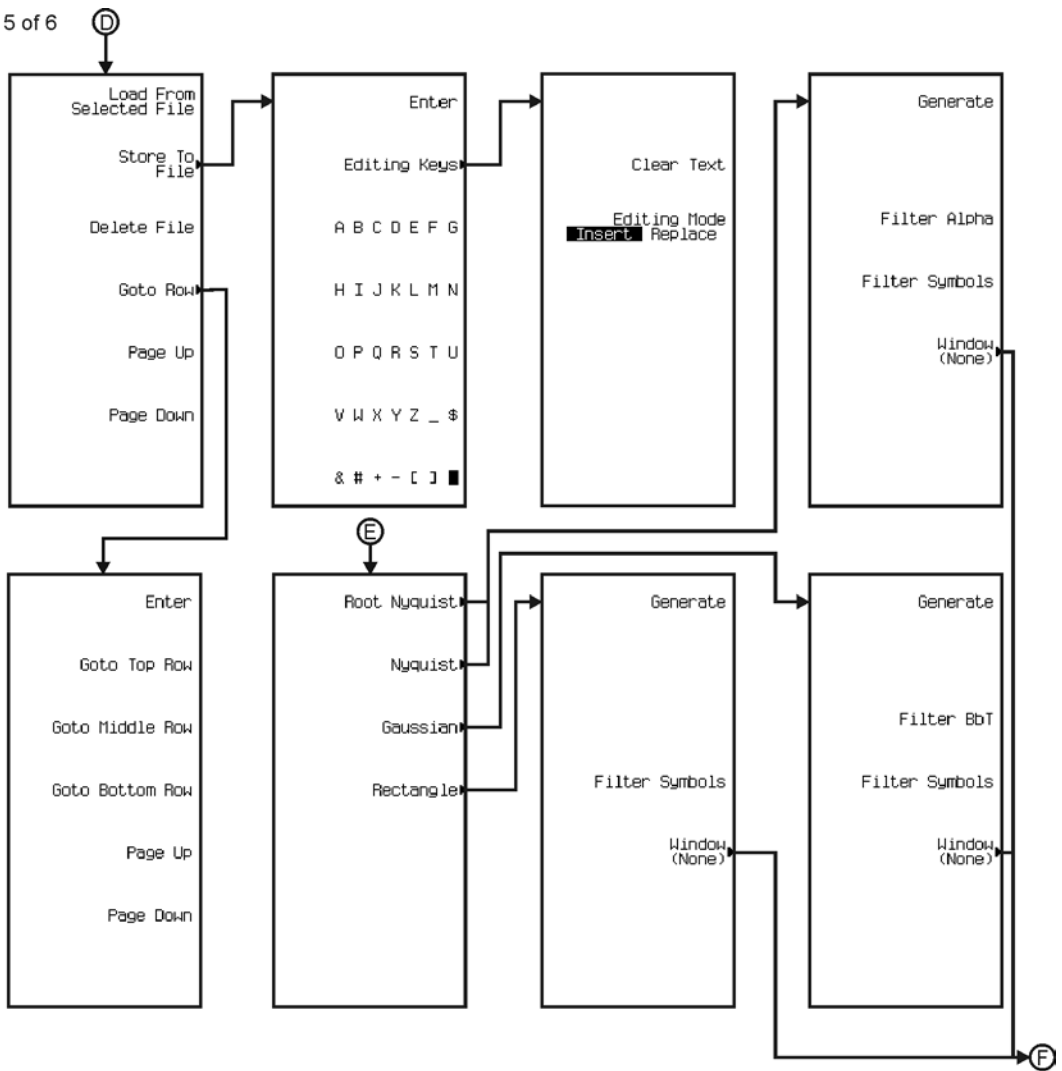 5 of 6
D
Load From
Selected File
Store To
File
Delete File
Goto Row
Page Up
Page Down
Enter
Editing Keys
A B C D E F G
H I J K L M N
O P Q R S T U
V W X Y Z _ $
& # + - [ ]
Clear Text
Editing Mode
Insert Replace
Generate
Filter Alpha
Filter Symbols
Window
(None)
Enter
Goto Top Row
Goto Middle Row
Goto Bottom Row
Page Up
Page Down
E
Root Nyquist
Nyquist
Gaussian
Rectangle
Generate
Filter Symbols
Window
(None)
Generate
Filter BbT
Filter Symbols
Window
(None)
F